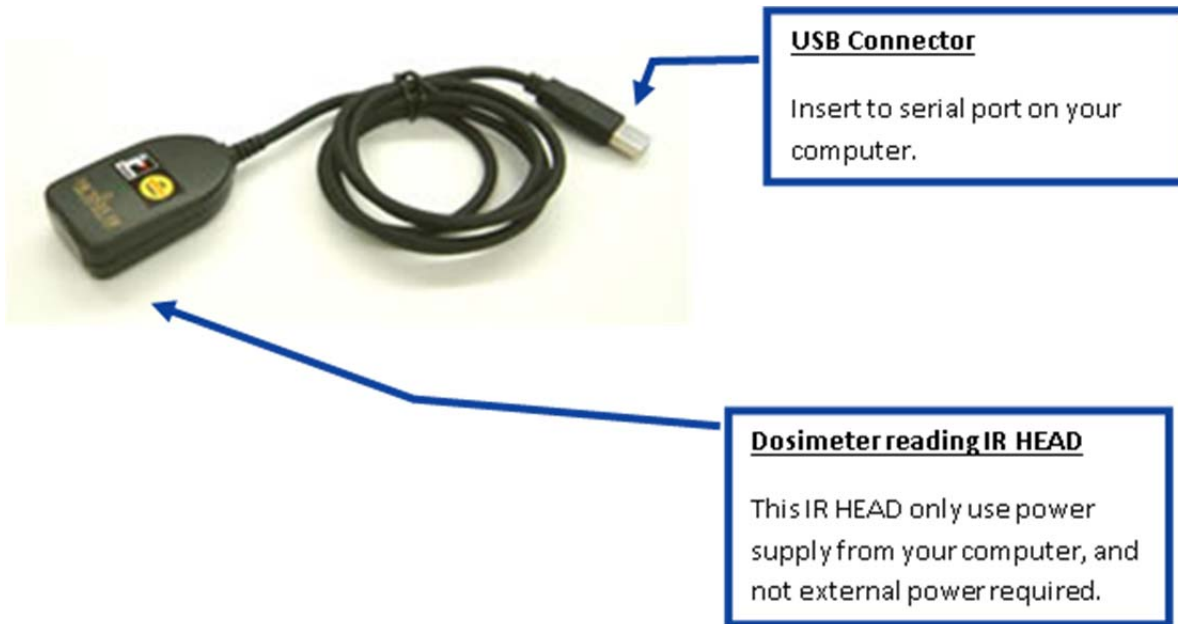 USB Connector
Insert to serial port on your
computer.
Dosimeter reading IR HEAD
This IR HEAD only use power
supply from your computer, and
not external power required.